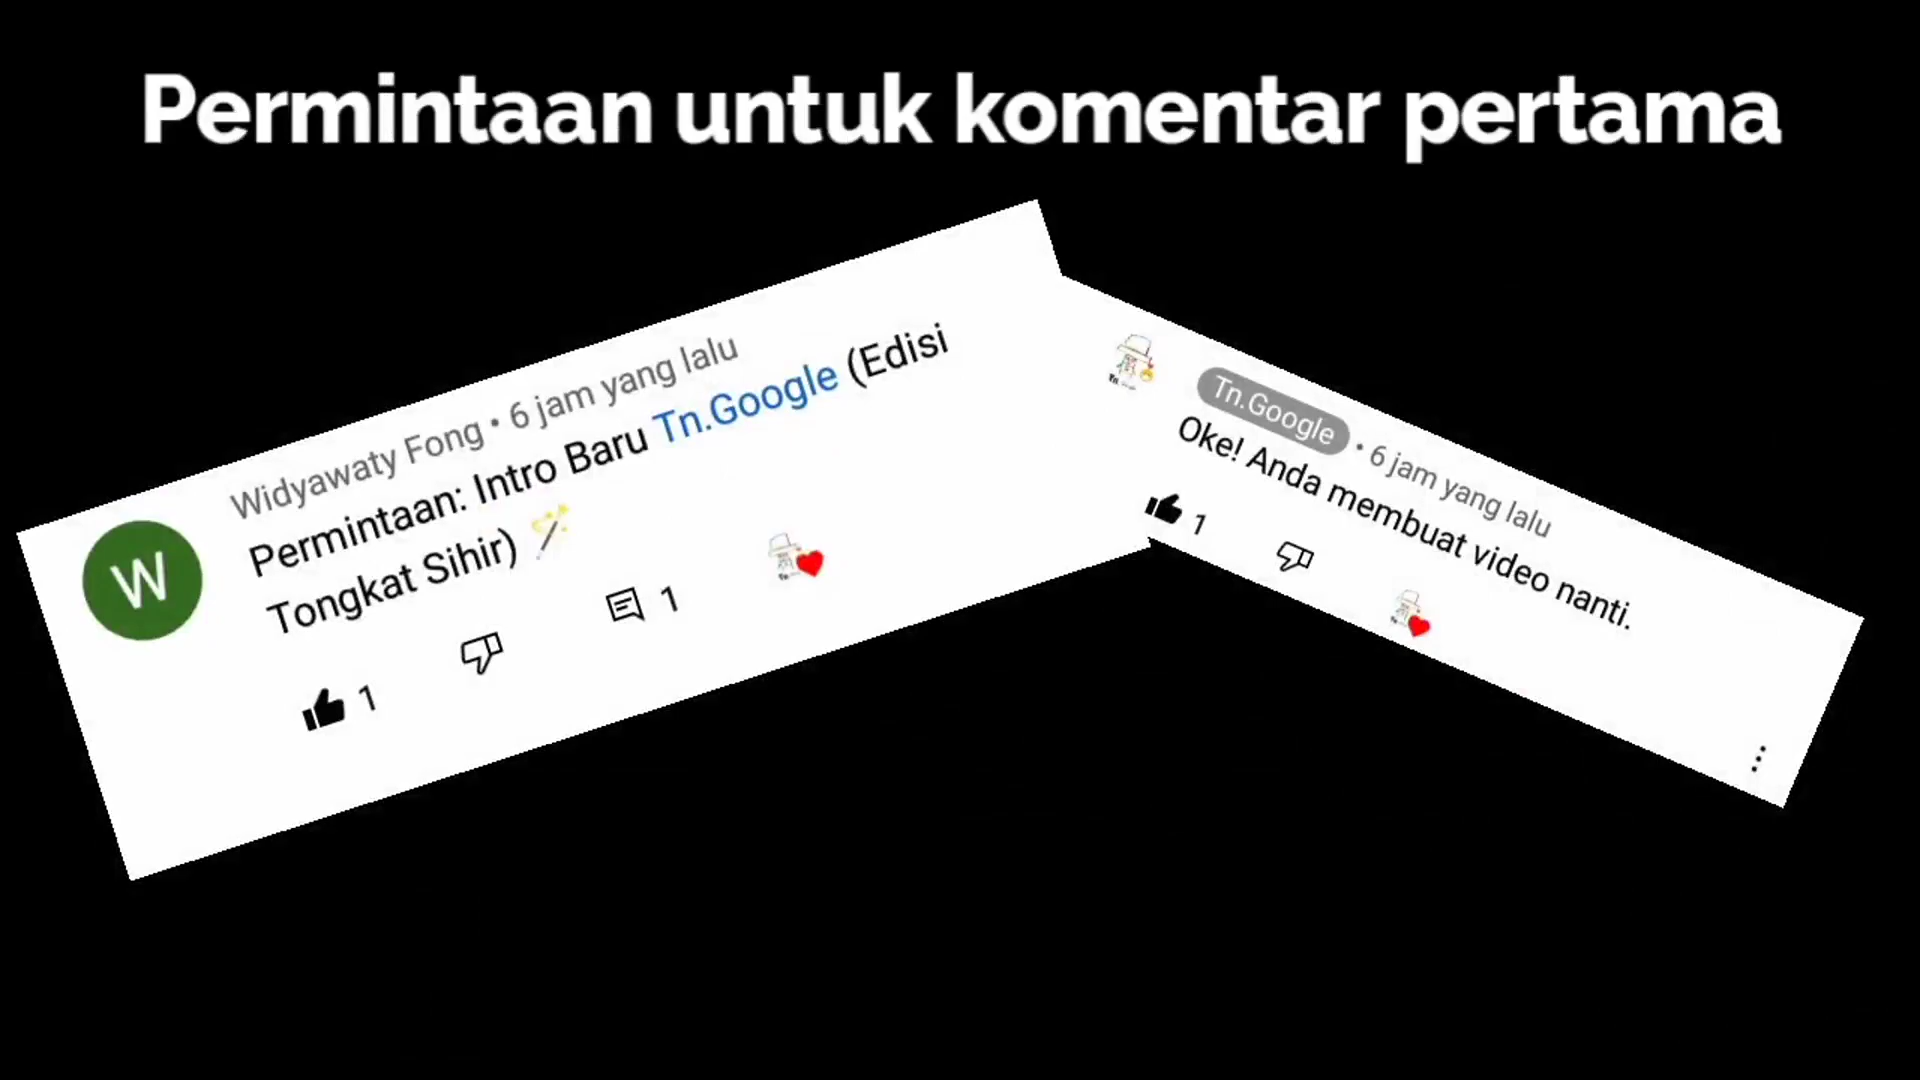 Permintaan untuk komentar pertama
Widyawaty Fong • 6 jam yang lalu
Permintaan: Intro Baru Tn.Google (Edisi
Tongkat Sihir) 🪄
W
1
1
Tn.Google • 6 jam yang lalu
Oke! Anda membuat video nanti.
1